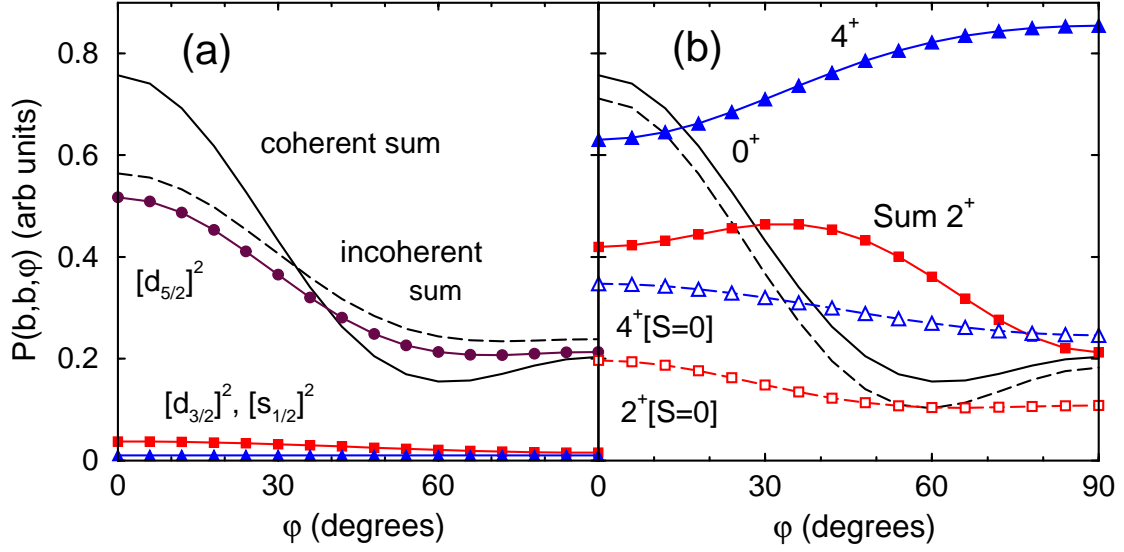 P(b,b,φ) (arb units)
0.8
0.6
0.4
0.2
0
(a)
coherent sum
incoherent
sum
[d5/2]²
[d3/2]², [s1/2]²
0 30 60
φ (degrees)
(b)
4⁺
0⁺
Sum 2⁺
4⁺[S=0]
2⁺[S=0]
0 30 60 90
φ (degrees)